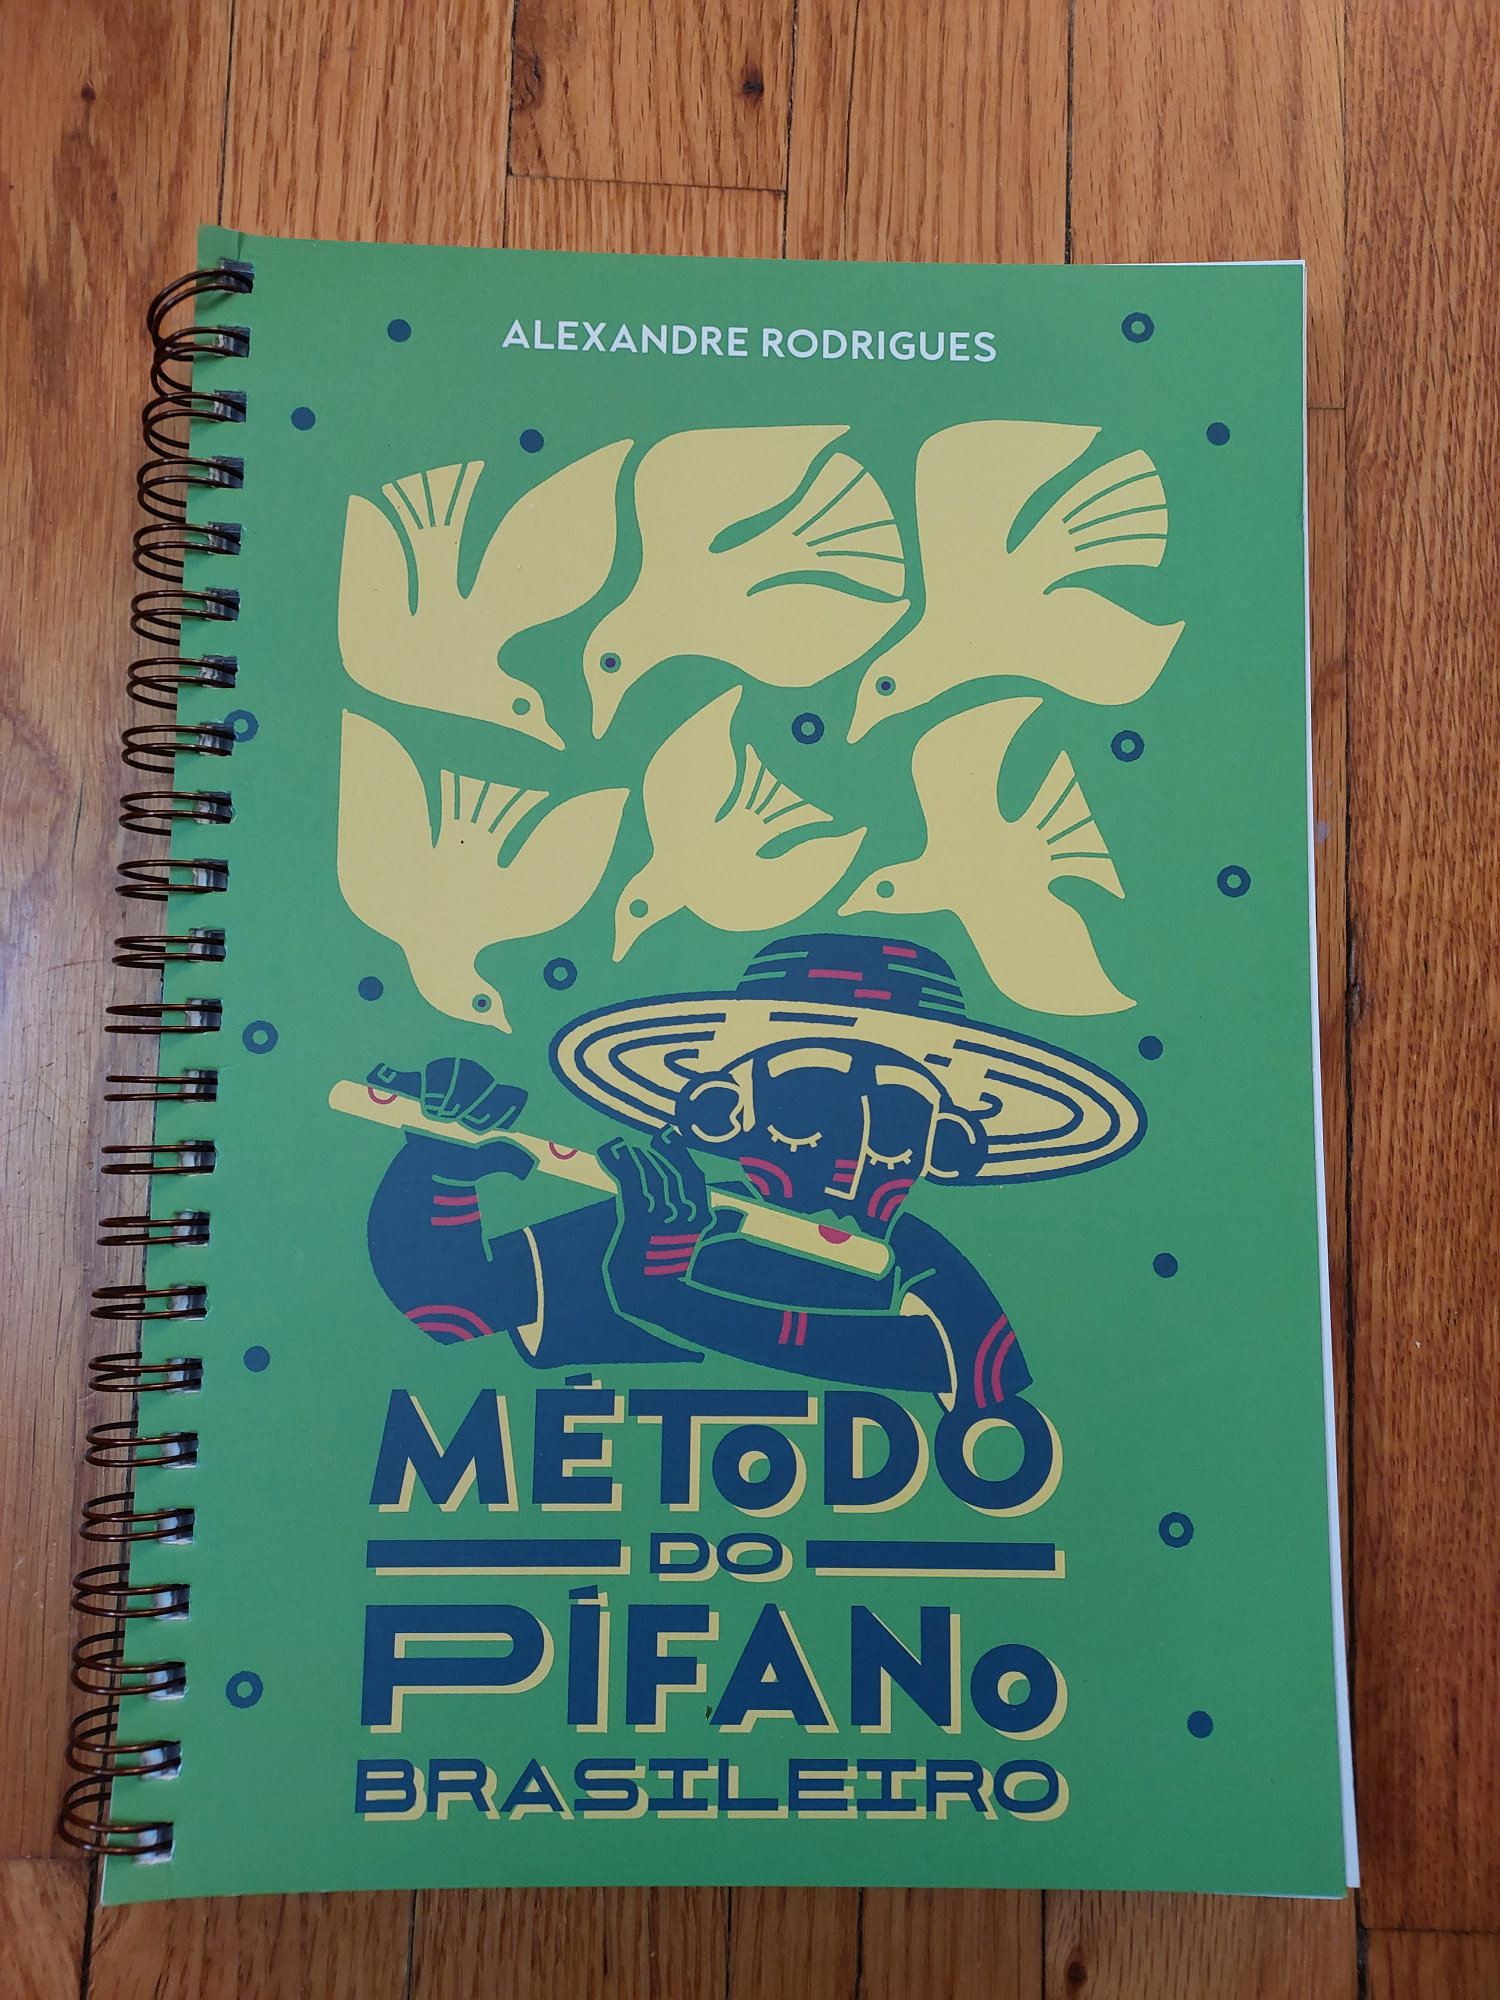 ALEXANDRE RODRIGUES
MÉTODO
DO
PÍFANO
BRASILEIRO